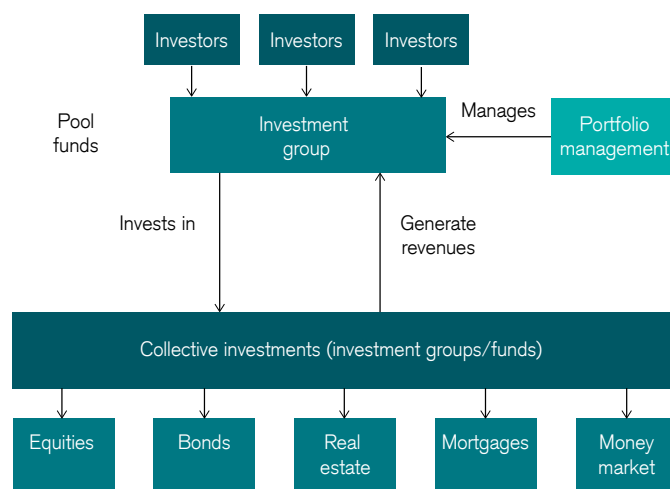 Investors
Investors
Investors
Pool
funds
Investment
group
Manages
Portfolio
management
Invests in
Generate
revenues
Collective investments (investment groups/funds)
Equities
Bonds
Real
estate
Mortgages
Money
market